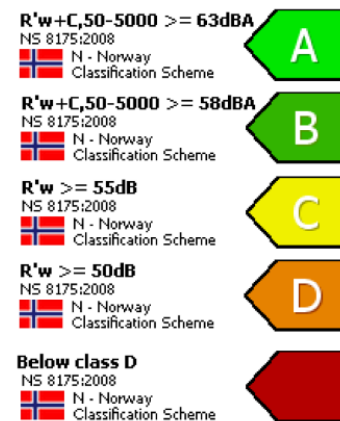 R'w+C,50-5000 >= 63dBA
NS 8175:2008
N - Norway
Classification Scheme
A
R'w+C,50-5000 >= 58dBA
NS 8175:2008
N - Norway
Classification Scheme
B
R'w >= 55dB
NS 8175:2008
N - Norway
Classification Scheme
C
R'w >= 50dB
NS 8175:2008
N - Norway
Classification Scheme
D
Below class D
NS 8175:2008
N - Norway
Classification Scheme